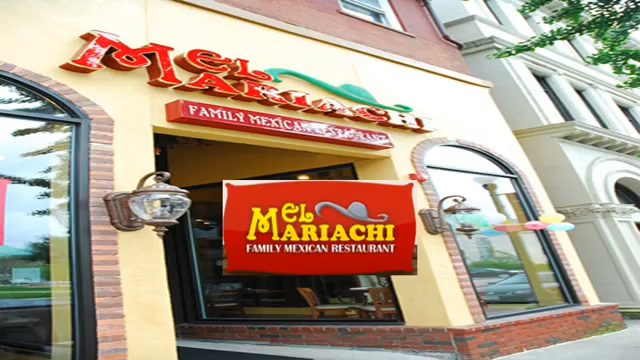 EL
MARIACHI
FAMILY MEXICAN RESTAURANT
EL
MARIACHI
FAMILY MEXICAN RESTAURANT